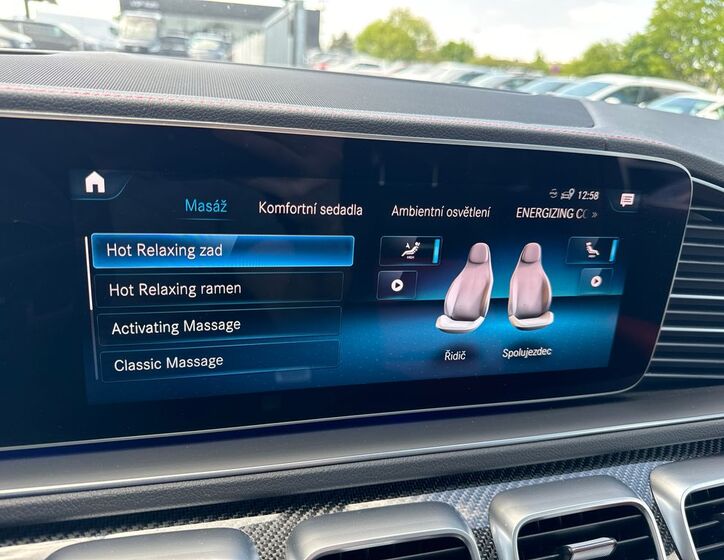 12:58
Masáž
Komfortní sedadla
Ambientní osvětlení
ENERGIZING CO »
Hot Relaxing zad
Hot Relaxing ramen
Activating Massage
Classic Massage
Řidič
Spolujezdec